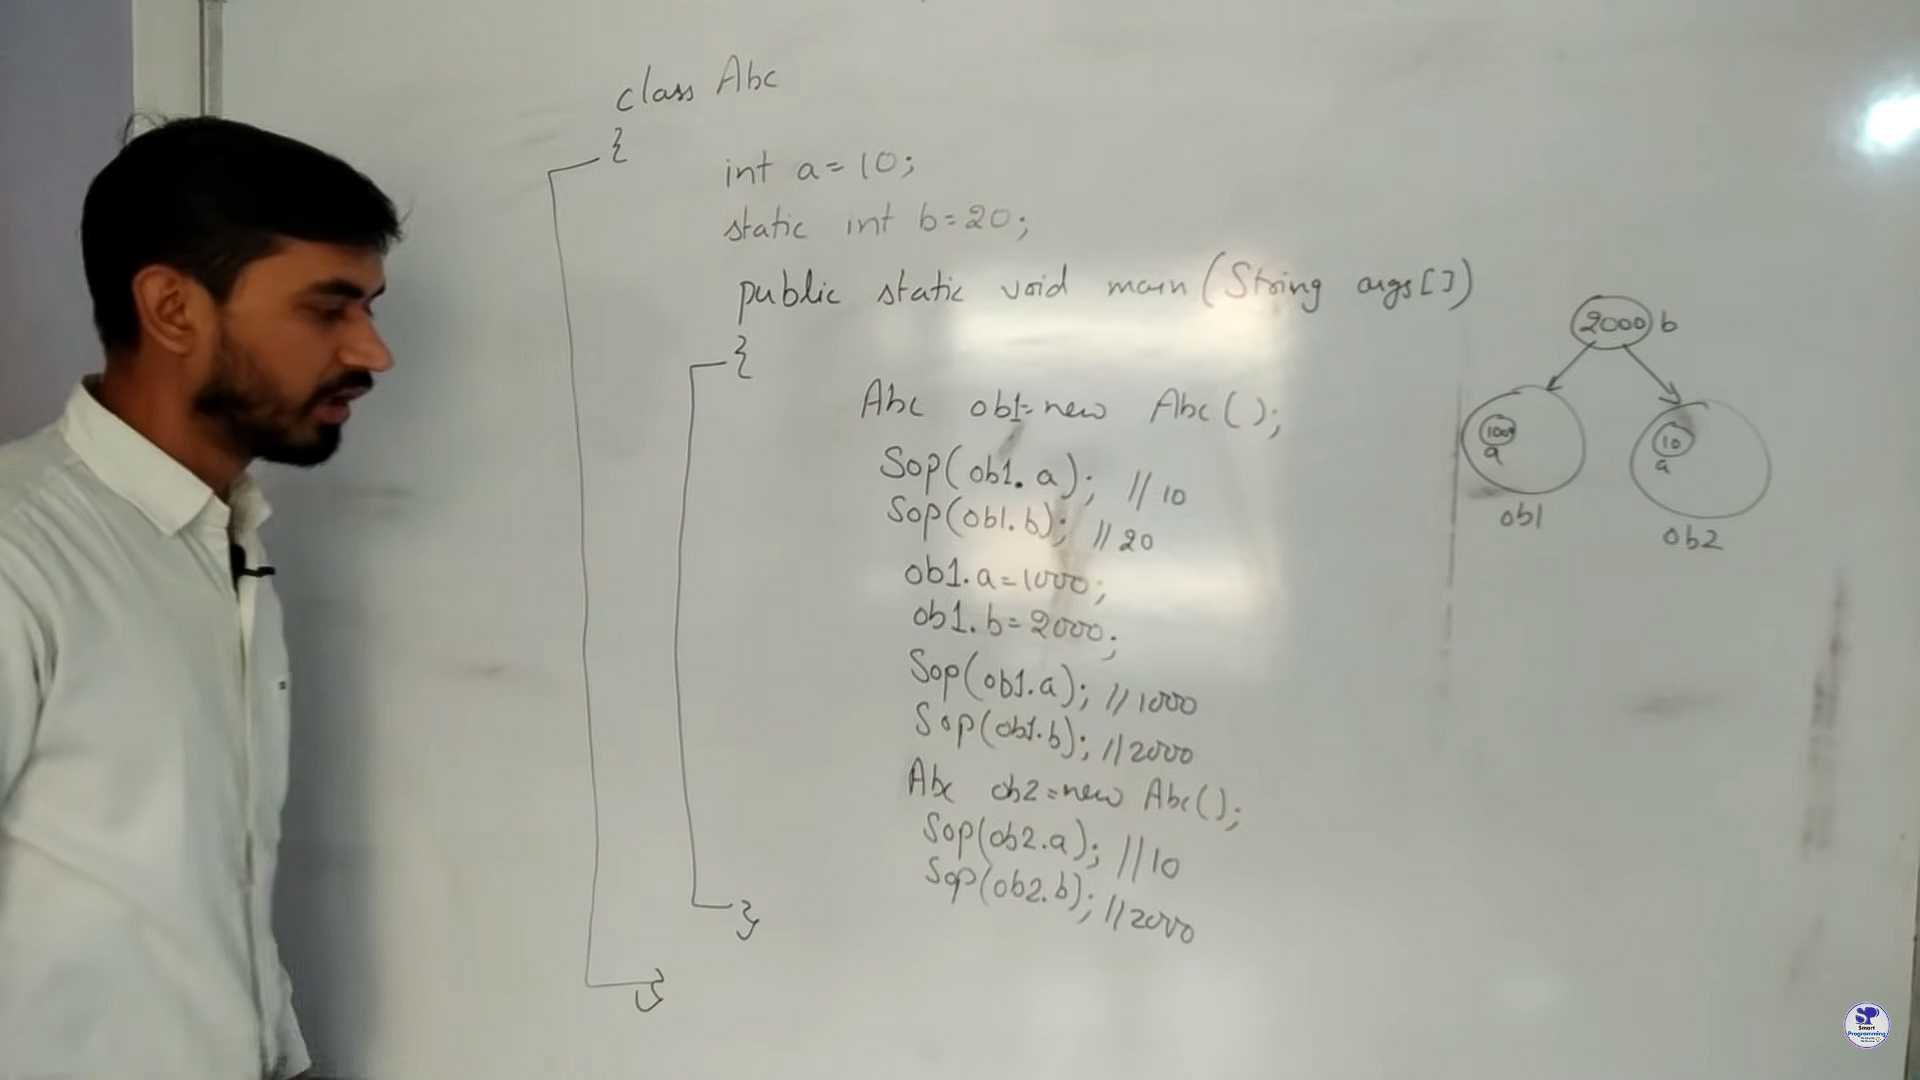 class Abc
{
int a=10;
static int b=20;
public static void main(String args[])
{
Abc ob1=new Abc();
Sop(ob1.a); //10
Sop(ob1.b); //20
ob1.a=1000;
ob1.b=2000;
Sop(ob1.a); //1000
Sop(ob1.b); //2000
Abc ob2=new Abc();
Sop(ob2.a); //10
Sop(ob2.b); //2000
}
}
2000 b
1000
a
ob1
10
a
ob2
SP
Smart
Programming